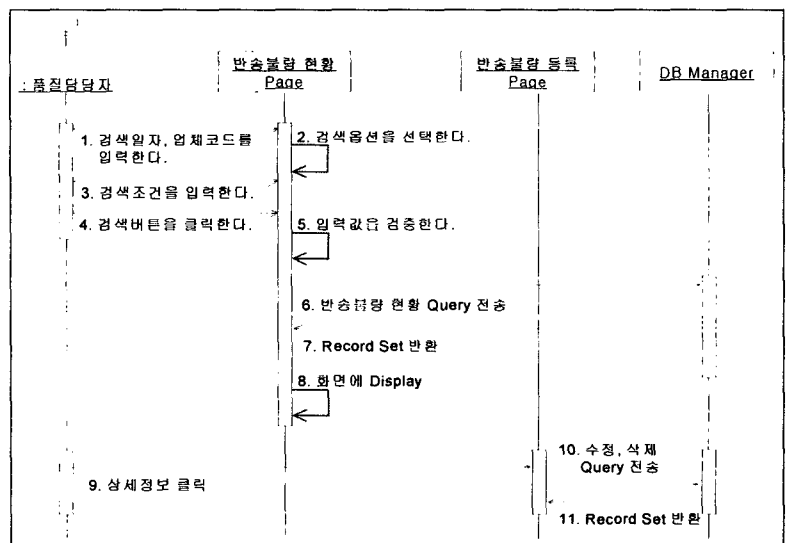 : 품질담당자
반송불량 현황
Page
반송불량 등록
Page
DB Manager
1. 검색일자, 업체코드를
입력한다.
2. 검색옵션을 선택한다.
3. 검색조건을 입력한다.
4. 검색버튼을 클릭한다.
5. 입력값을 검증한다.
6. 반송불량 현황 Query 전송
7. Record Set 반환
8. 화면에 Display
9. 상세정보 클릭
10. 수정, 삭제
Query 전송
11. Record Set 반환